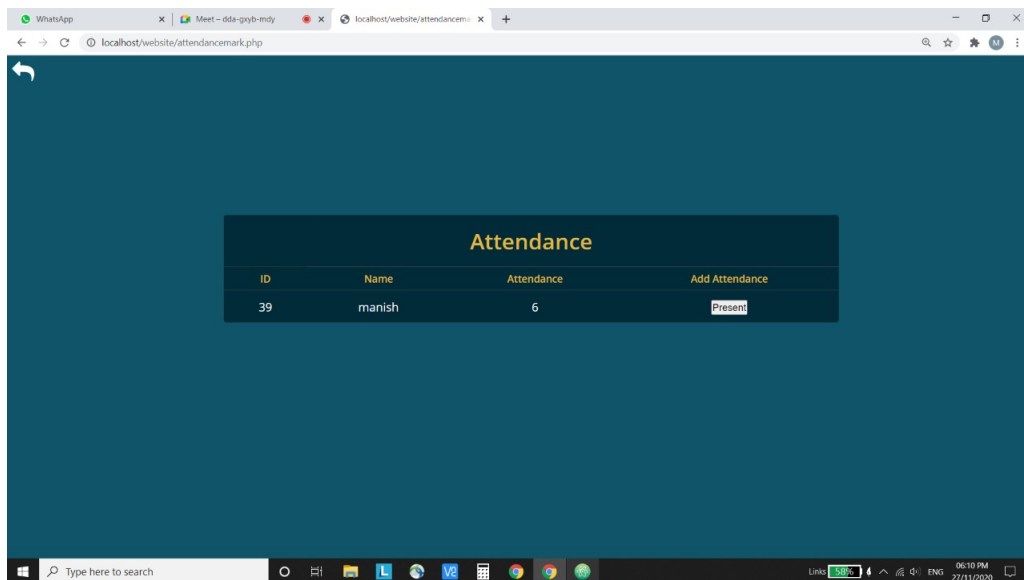 WhatsApp
Meet – dda-gxyb-mdy
localhost/website/attendancema
localhost/website/attendancemark.php
M
Attendance
ID Name Attendance Add Attendance
39 manish 6 Present
Type here to search
Links 58% ENG 06:10 PM
27/11/2020